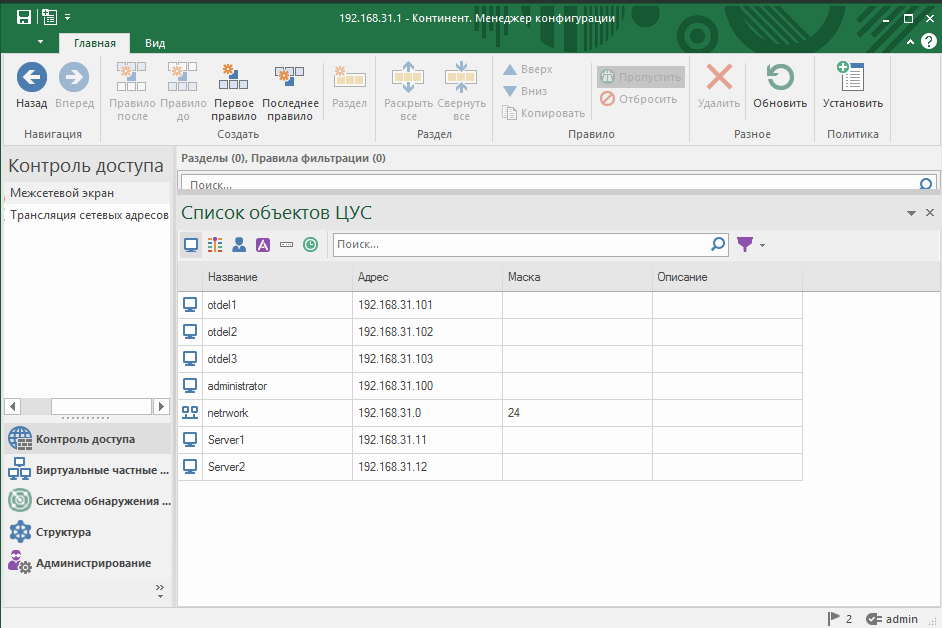 192.168.31.1 - Континент. Менеджер конфигурации
Главная Вид
Назад Вперед
Навигация
Правило после Правило до Первое правило Последнее правило Раздел
Создать
Раскрыть все Свернуть все
Раздел
Вверх
Вниз
Копировать
Пропустить
Отбросить
Правило
Удалить Обновить
Разное
Установить
Политика
Контроль доступа
Межсетевой экран
Трансляция сетевых адресов
Контроль доступа
Виртуальные частные ...
Система обнаружения ...
Структура
Администрирование
Разделы (0), Правила фильтрации (0)
Поиск...
Список объектов ЦУС
Поиск...
Название Адрес Маска Описание
otdel1 192.168.31.101
otdel2 192.168.31.102
otdel3 192.168.31.103
administrator 192.168.31.100
netrwork 192.168.31.0 24
Server1 192.168.31.11
Server2 192.168.31.12
2 admin